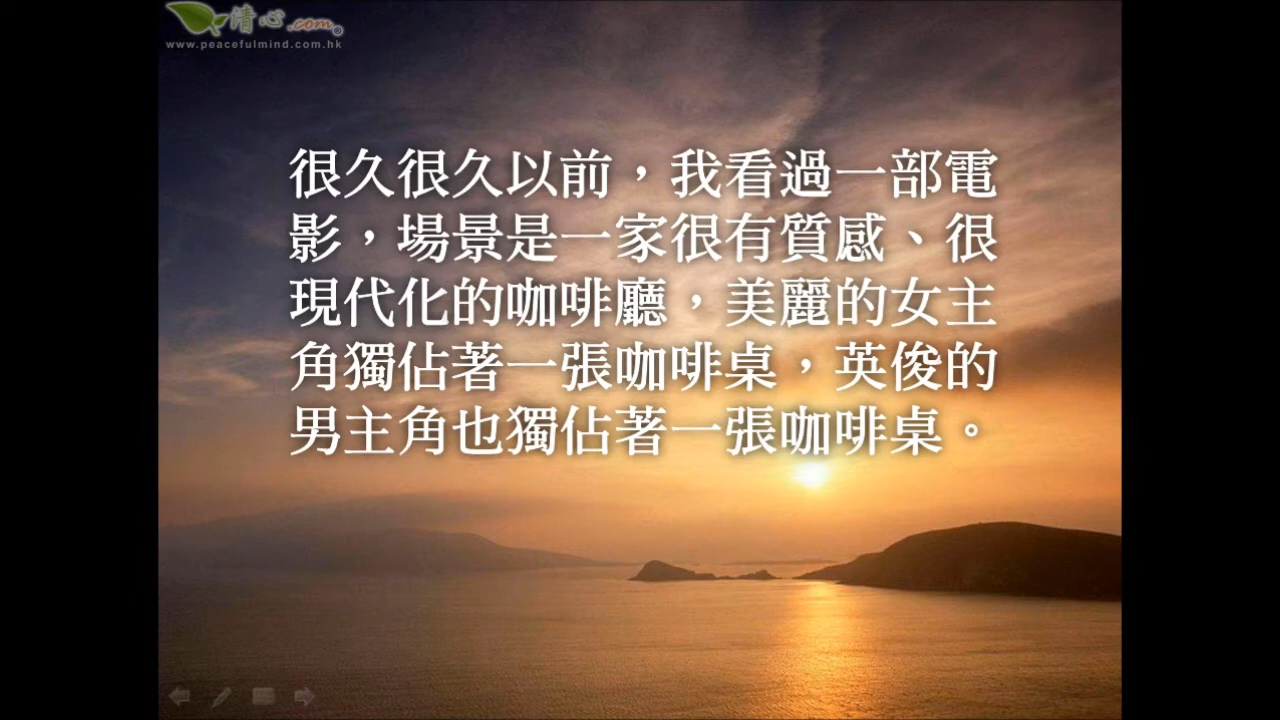 清心.com
www.peacefulmind.com.hk
很久很久以前，我看過一部電
影，場景是一家很有質感、很
現代化的咖啡廳，美麗的女主
角獨佔著一張咖啡桌，英俊的
男主角也獨佔著一張咖啡桌。